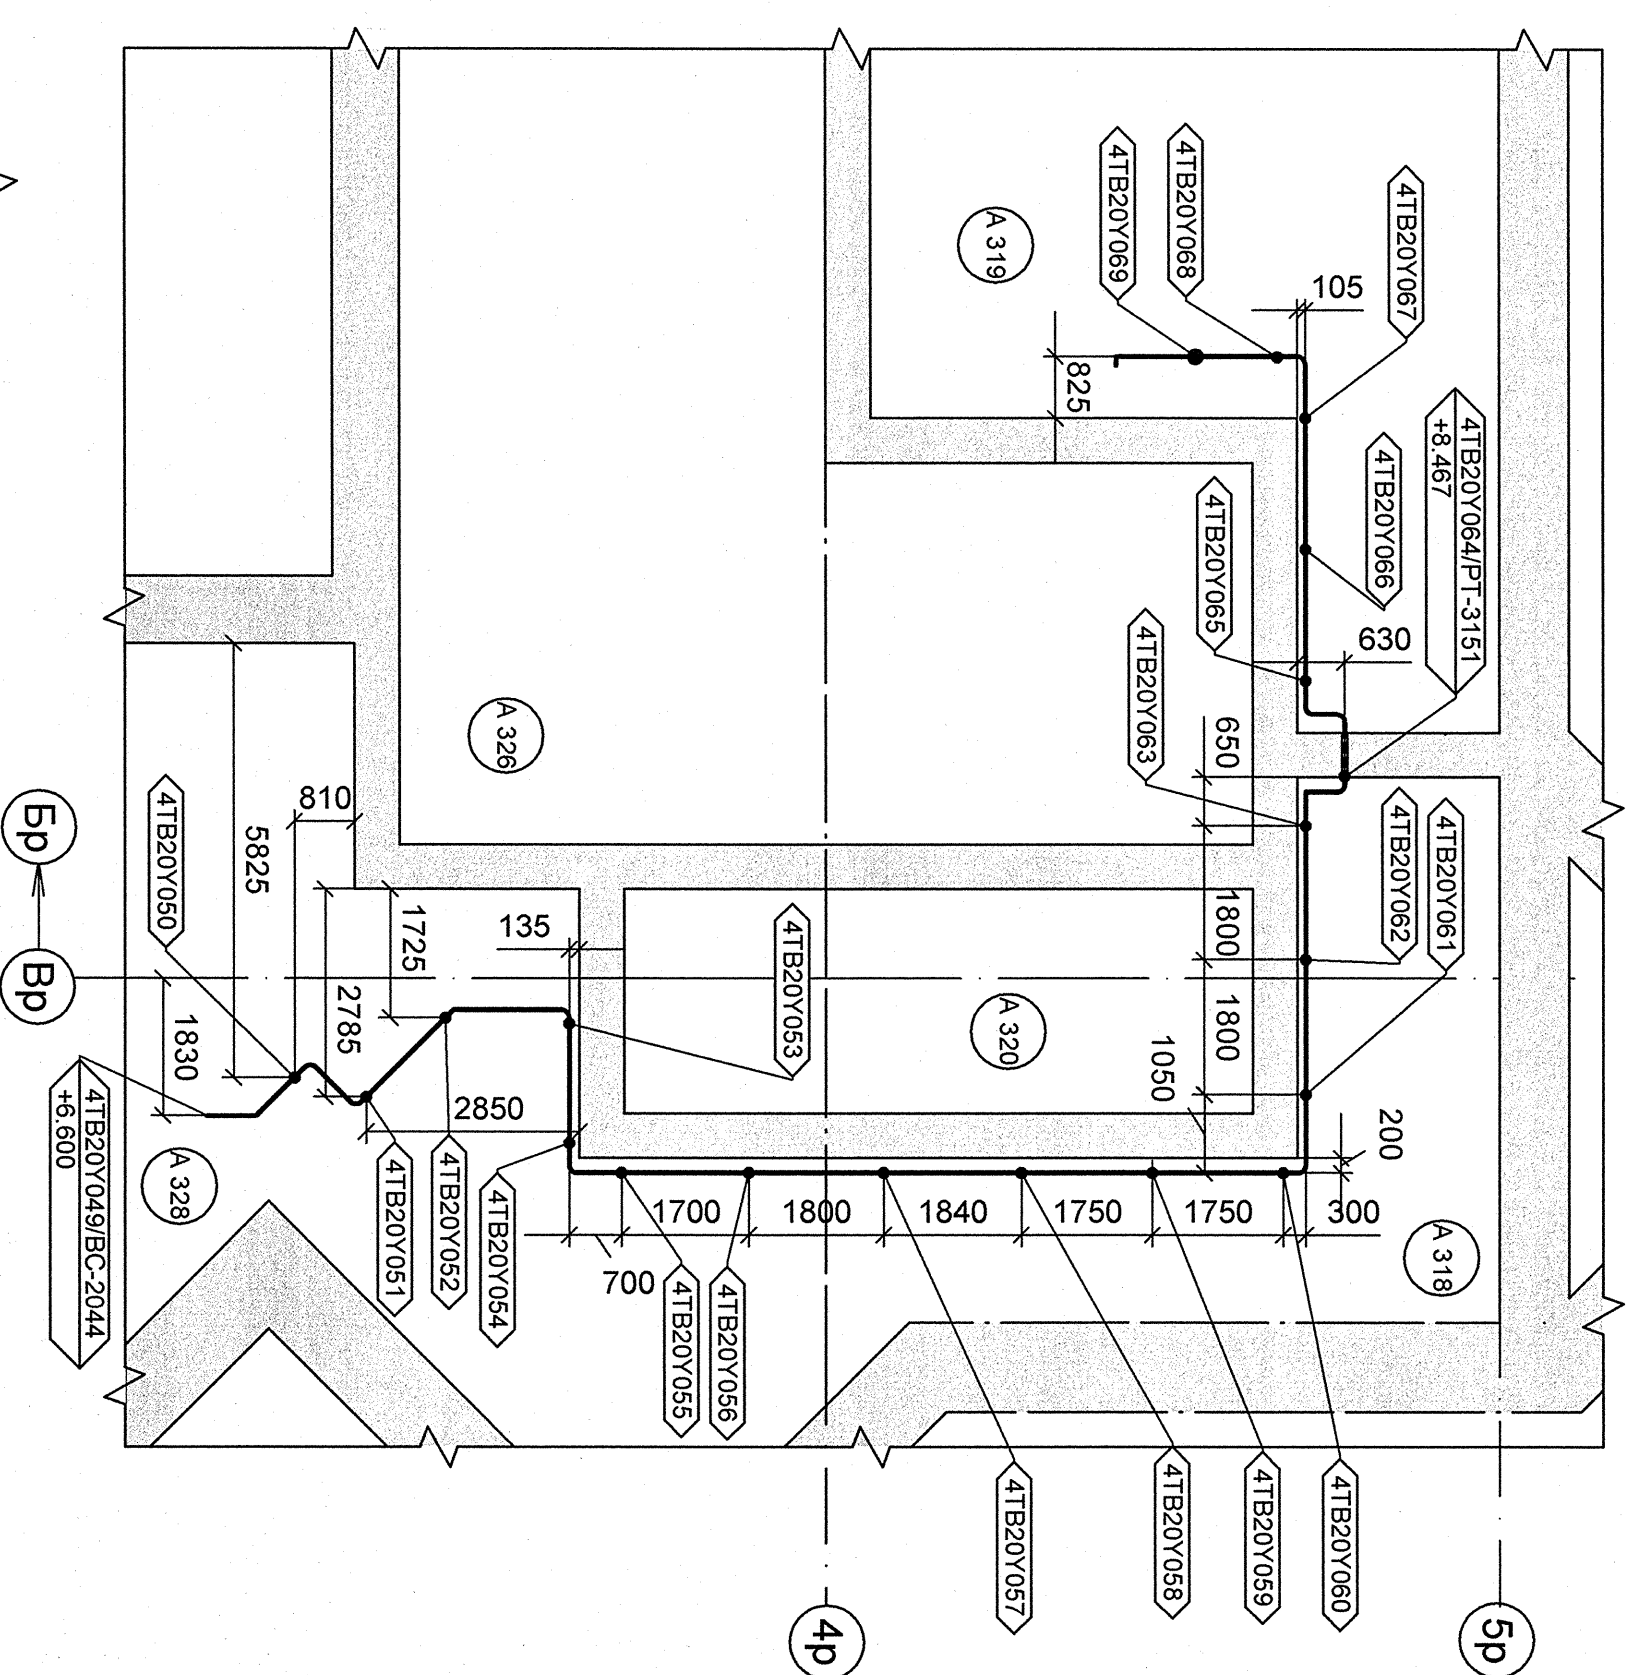 4TB20Y069
4TB20Y068
4TB20Y067
105
А 319
825
4TB20Y064/PT-3151
+8.467
4TB20Y066
4TB20Y065
630
4TB20Y063
650
А 326
810
5825
4TB20Y050
4TB20Y062
4TB20Y061
1800
1725
135
4TB20Y053
Бр
Вр
1830
2785
А 320
1050
1800
2850
200
4TB20Y049/BC-2044
+6.600
А 328
4TB20Y051
4TB20Y052
4TB20Y054
1700
1800
1840
1750
1750
300
А 318
700
4TB20Y055
4TB20Y056
4TB20Y057
4TB20Y058
4TB20Y059
4TB20Y060
4р
5р